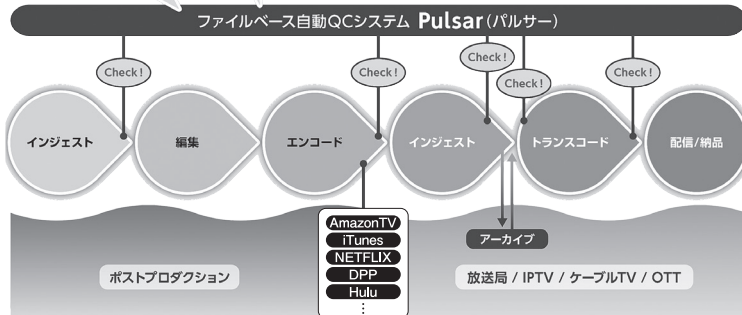 ファイルベース自動QCシステム Pulsar(パルサー)
Check!
Check!
Check!
Check!
Check!
インジェスト
編集
エンコード
インジェスト
トランスコード
配信/納品
AmazonTV
iTunes
NETFLIX
DPP
Hulu
⋮
アーカイブ
ポストプロダクション
放送局 / IPTV / ケーブルTV / OTT